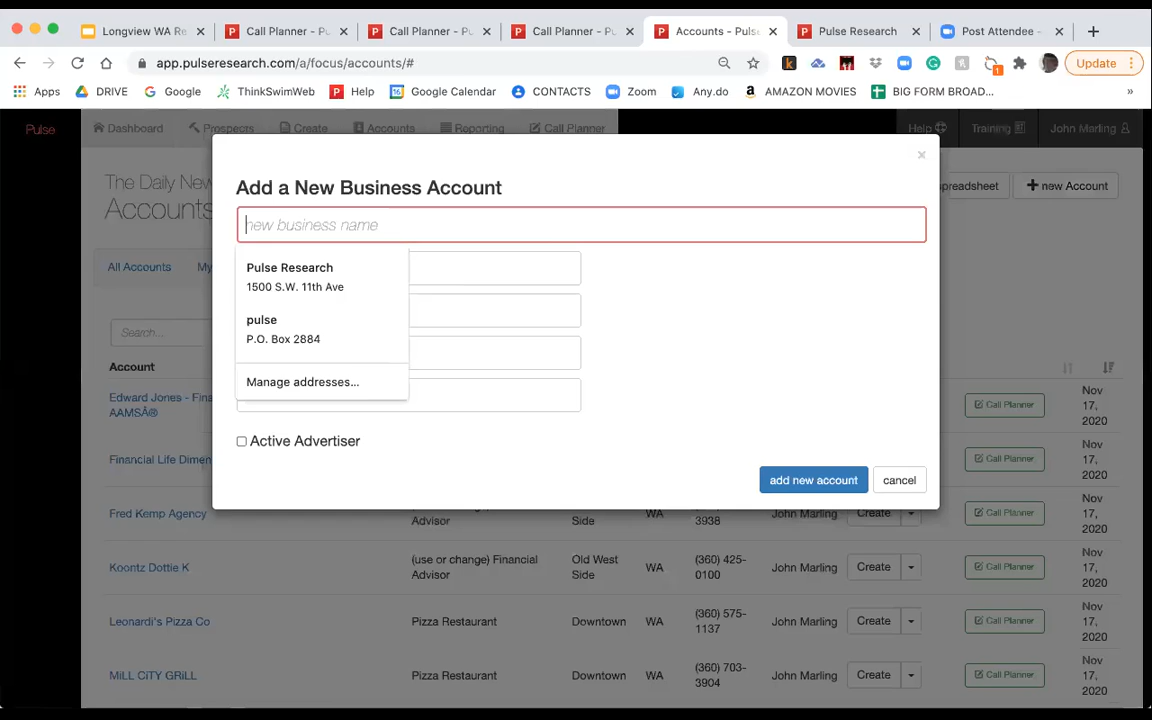 Longview WA Re
Call Planner - Pu
Call Planner - Pu
Call Planner - Pu
Accounts - Puls
Pulse Research
Post Attendee -
app.pulseresearch.com/a/focus/accounts/#
Update
Apps
DRIVE
Google
ThinkSwimWeb
Help
Google Calendar
CONTACTS
Zoom
Any.do
AMAZON MOVIES
BIG FORM BROAD...
»
Pulse
Dashboard
Prospects
Create
Accounts
Reporting
Call Planner
Help
Training
John Marling
The Daily New
Accounts
preadsheet
+ new Account
All Accounts
My
Search...
Account
Add a New Business Account
new business name
Pulse Research
1500 S.W. 11th Ave
pulse
P.O. Box 2884
Manage addresses...
Active Advertiser
add new account
cancel
Edward Jones - Fina
AAMSÂ®
Call Planner
Nov
17,
2020
Financial Life Dimen
Call Planner
Nov
17,
2020
Fred Kemp Agency
Advisor
Side
WA
3938
John Marling
Create
Call Planner
Nov
17,
2020
Koontz Dottie K
(use or change) Financial
Advisor
Old West
Side
WA
(360) 425-
0100
John Marling
Create
Call Planner
Nov
17,
2020
Leonardi's Pizza Co
Pizza Restaurant
Downtown
WA
(360) 575-
1137
John Marling
Create
Call Planner
Nov
17,
2020
MiLL CiTY GRiLL
Pizza Restaurant
Downtown
WA
(360) 703-
3904
John Marling
Create
Call Planner
Nov
17,
2020